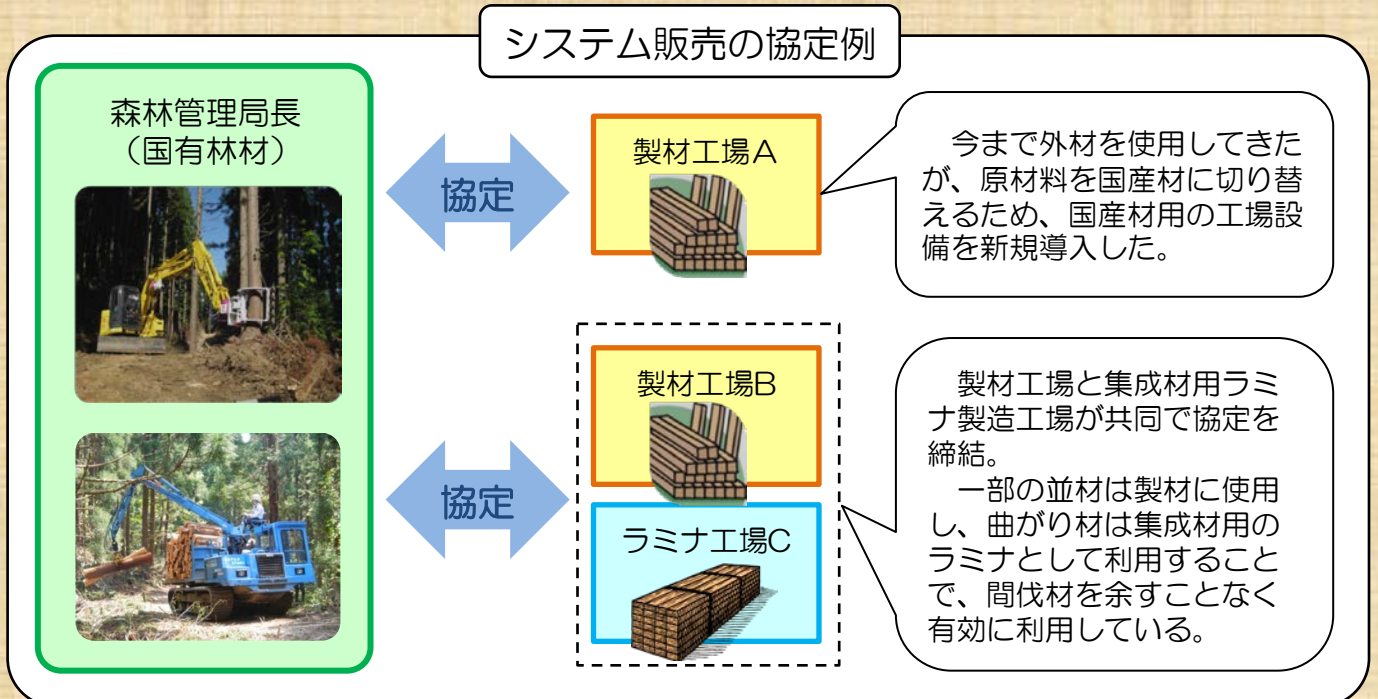 システム販売の協定例
森林管理局長
（国有林材）
協定
製材工場A
今まで外材を使用してきた
が、原材料を国産材に切り替
えるため、国産材用の工場設
備を新規導入した。
協定
製材工場B
ラミナ工場C
製材工場と集成材用ラミ
ナ製造工場が共同で協定を
締結。
一部の並材は製材に使用
し、曲がり材は集成材用の
ラミナとして利用すること
で、間伐材を余すことなく
有効に利用している。